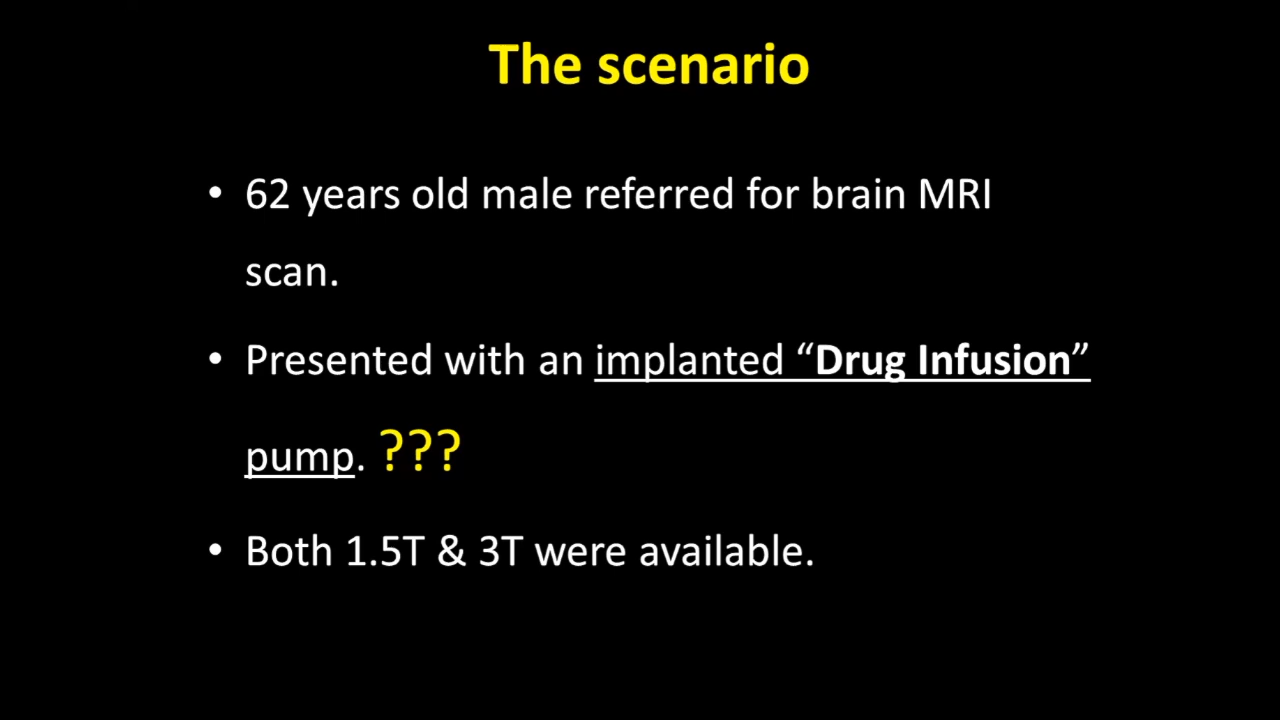 The scenario
• 62 years old male referred for brain MRI
scan.
• Presented with an implanted “Drug Infusion”
pump. ???
• Both 1.5T & 3T were available.